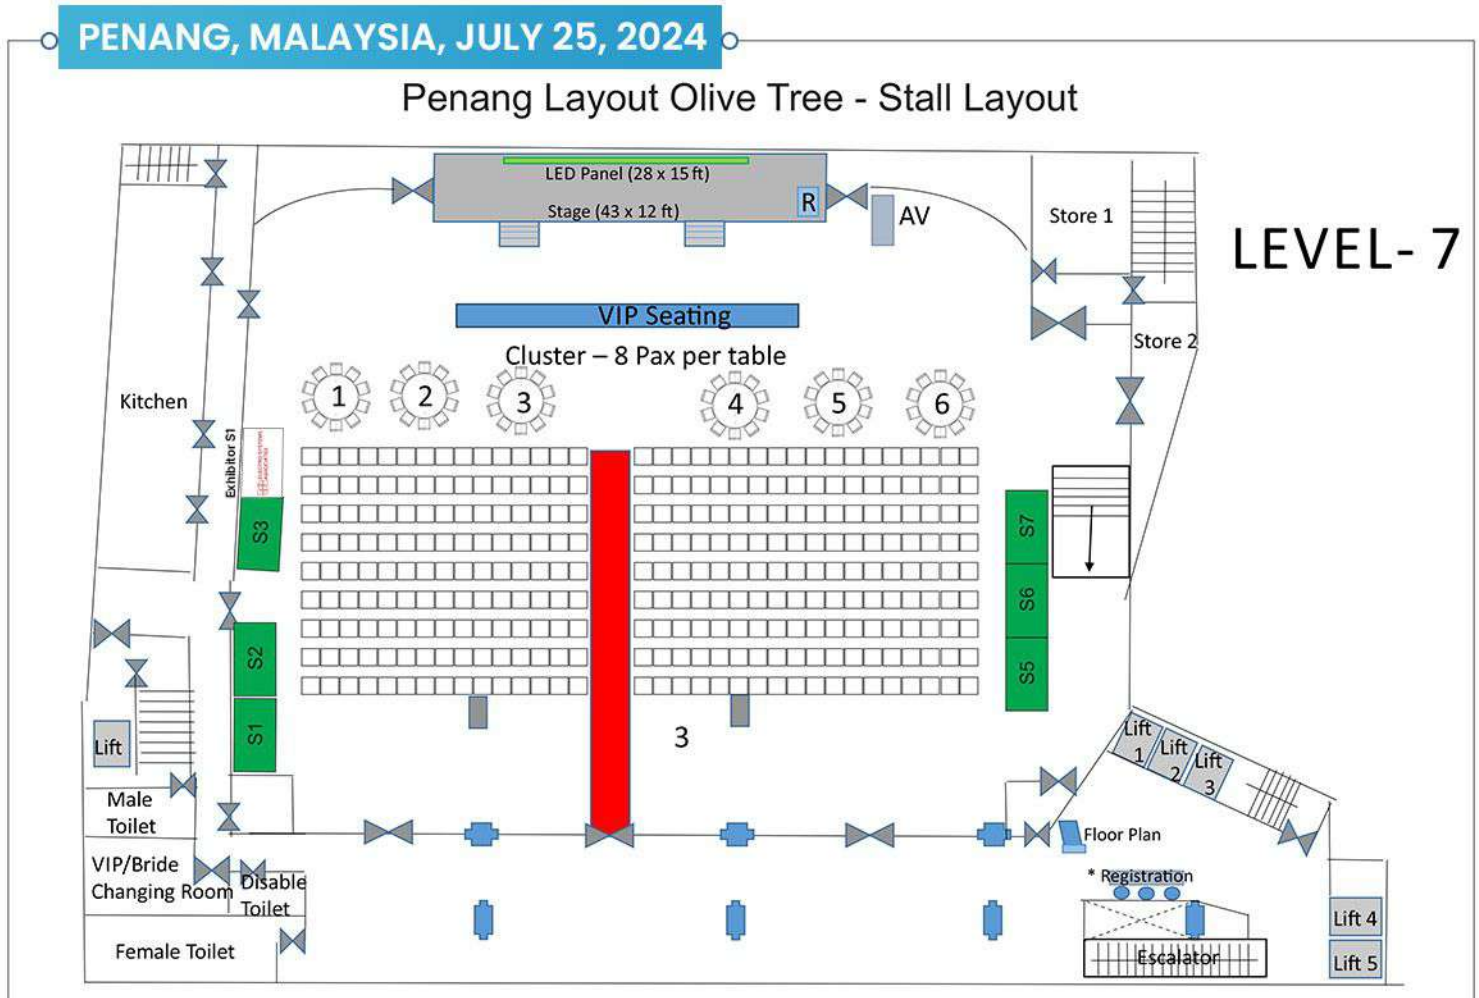 PENANG, MALAYSIA, JULY 25, 2024
Penang Layout Olive Tree - Stall Layout
LED Panel (28 x 15 ft)
Stage (43 x 12 ft)
R
AV
Store 1
LEVEL- 7
VIP Seating
Store 2
Cluster – 8 Pax per table
Kitchen
1
2
3
4
5
6
Exhibitor S1
S3
S7
S6
S2
S5
S1
3
Lift
Lift
1
Lift
2
Lift
3
Male
Toilet
Floor Plan
VIP/Bride
Changing Room
Disable
Toilet
* Registration
Female Toilet
Escalator
Lift 4
Lift 5